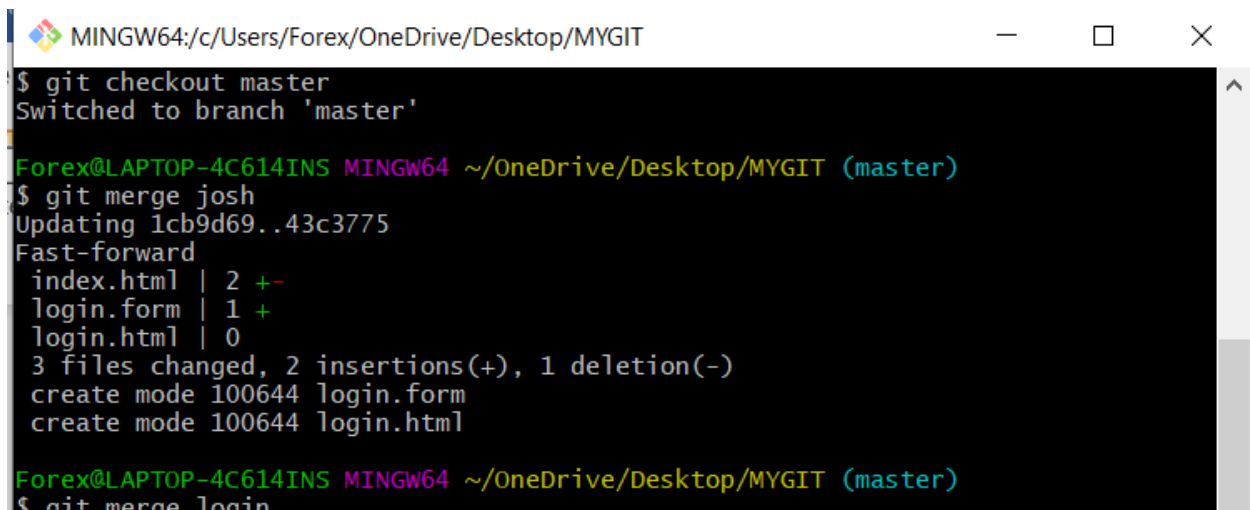 MINGW64:/c/Users/Forex/OneDrive/Desktop/MYGIT
$ git checkout master
Switched to branch 'master'
Forex@LAPTOP-4C614INS MINGW64 ~/OneDrive/Desktop/MYGIT (master)
$ git merge josh
Updating 1cb9d69..43c3775
Fast-forward
 index.html | 2 +-
 login.form | 1 +
 login.html | 0
 3 files changed, 2 insertions(+), 1 deletion(-)
 create mode 100644 login.form
 create mode 100644 login.html
Forex@LAPTOP-4C614INS MINGW64 ~/OneDrive/Desktop/MYGIT (master)
$ git merge login